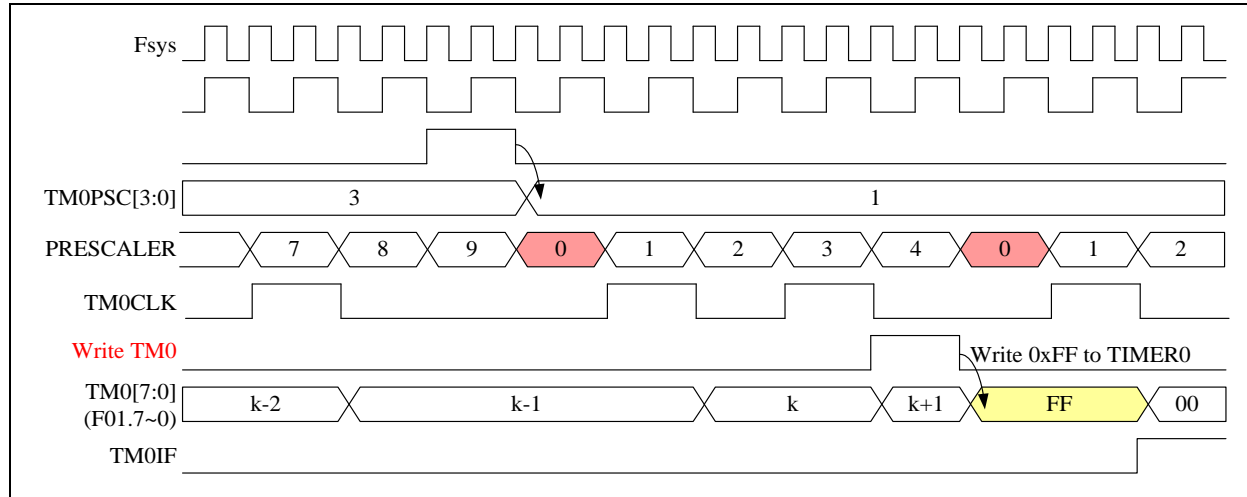 Fsys
TM0PSC[3:0] 3 1
PRESCALER 7 8 9 0 1 2 3 4 0 1 2
TM0CLK
Write TM0 Write 0xFF to TIMER0
TM0[7:0]
(F01.7~0) k-2 k-1 k k+1 FF 00
TM0IF